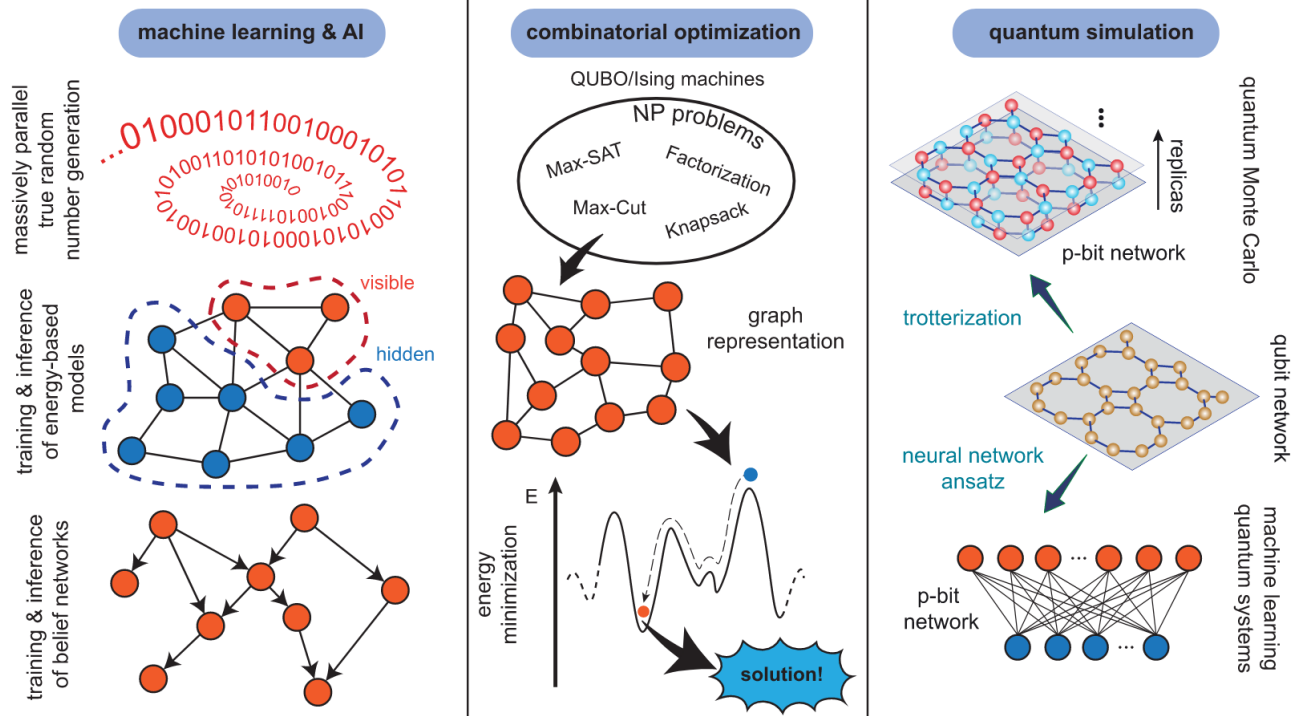 machine learning & AI
massively parallel
true random
number generation
training & inference
of energy-based
models
visible
hidden
training & inference
of belief networks
combinatorial optimization
QUBO/Ising machines
NP problems
Max-SAT
Factorization
Max-Cut
Knapsack
graph
representation
E
energy
minimization
solution!
quantum simulation
...
replicas
p-bit network
quantum Monte Carlo
trotterization
qubit network
neural network
ansatz
...
p-bit
network
...
machine learning
quantum systems